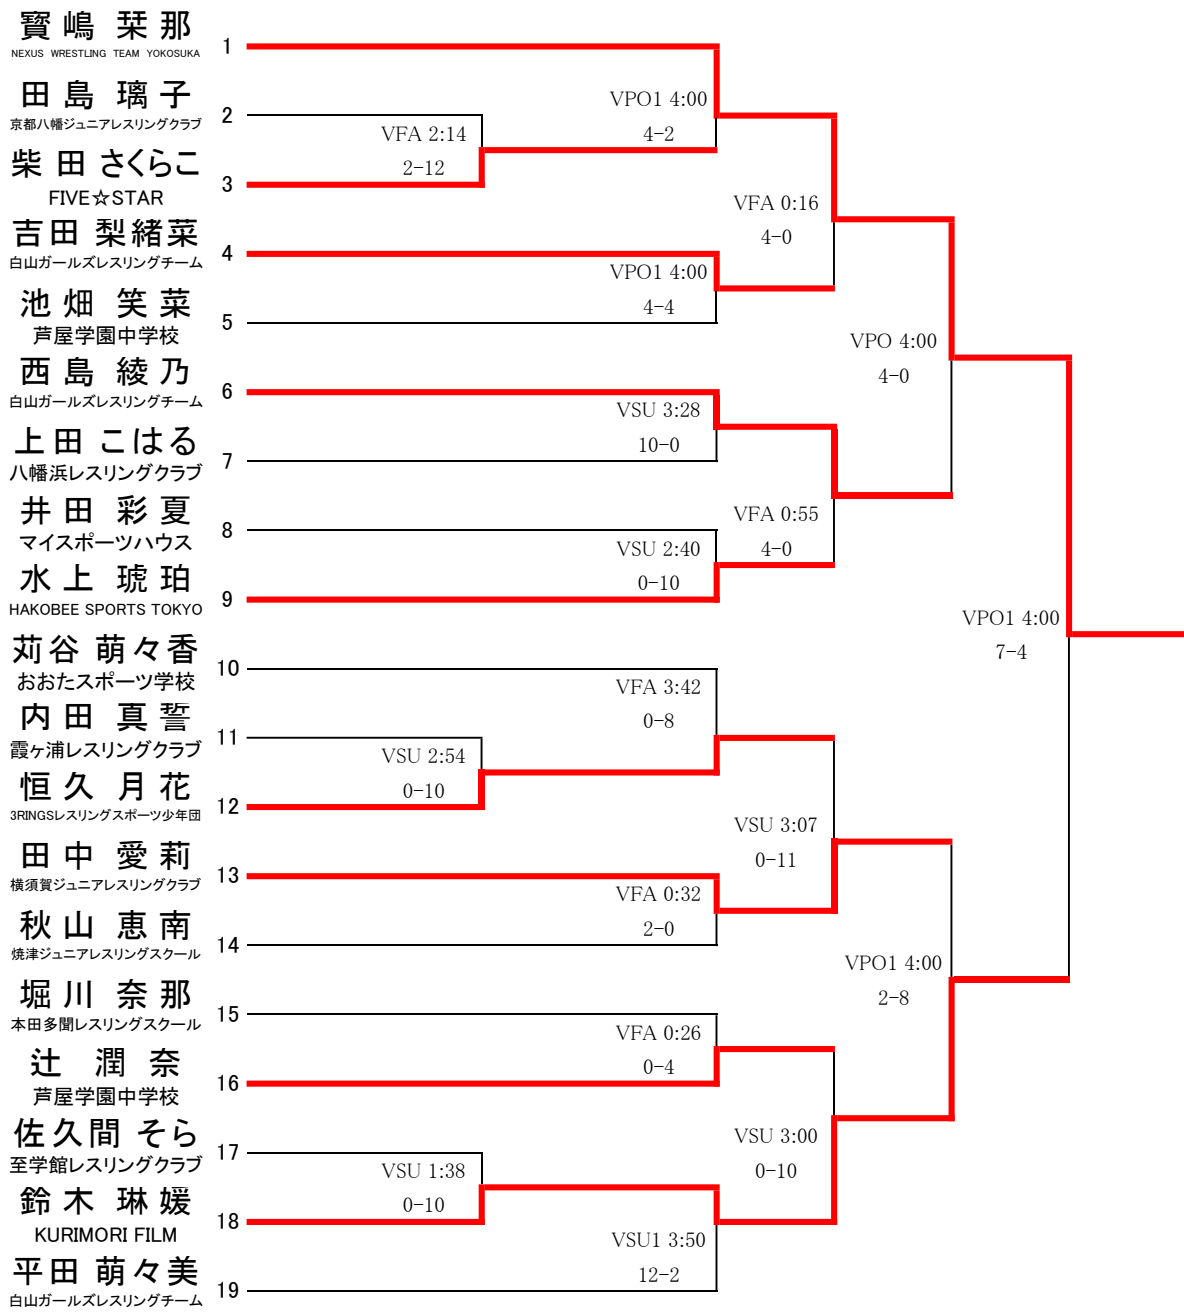 寳嶋 栞那
NEXUS WRESTLING TEAM YOKOSUKA
1
田島 璃子
京都八幡ジュニアレスリングクラブ
2
柴田 さくらこ
FIVE☆STAR
3
吉田 梨緒菜
白山ガールズレスリングチーム
4
池畑 笑菜
芦屋学園中学校
5
西島 綾乃
白山ガールズレスリングチーム
6
上田 こはる
八幡浜レスリングクラブ
7
井田 彩夏
マイスポーツハウス
8
水上 琥珀
HAKOBEE SPORTS TOKYO
9
苅谷 萌々香
おおたスポーツ学校
10
内田 真誓
霞ヶ浦レスリングクラブ
11
恒久 月花
3RINGSレスリングスポーツ少年団
12
田中 愛莉
横須賀ジュニアレスリングクラブ
13
秋山 恵南
焼津ジュニアレスリングスクール
14
堀川 奈那
本田多聞レスリングスクール
15
辻 潤奈
芦屋学園中学校
16
佐久間 そら
至学館レスリングクラブ
17
鈴木 琳媛
KURIMORI FILM
18
平田 萌々美
白山ガールズレスリングチーム
19
VFA 2:14
2-12
VSU 2:54
0-10
VSU 1:38
0-10
VPO1 4:00
4-2
VPO1 4:00
4-4
VSU 3:28
10-0
VSU 2:40
0-10
VFA 3:42
0-8
VFA 0:32
2-0
VFA 0:26
0-4
VSU1 3:50
12-2
VFA 0:16
4-0
VFA 0:55
4-0
VSU 3:07
0-11
VSU 3:00
0-10
VPO 4:00
4-0
VPO1 4:00
2-8
VPO1 4:00
7-4